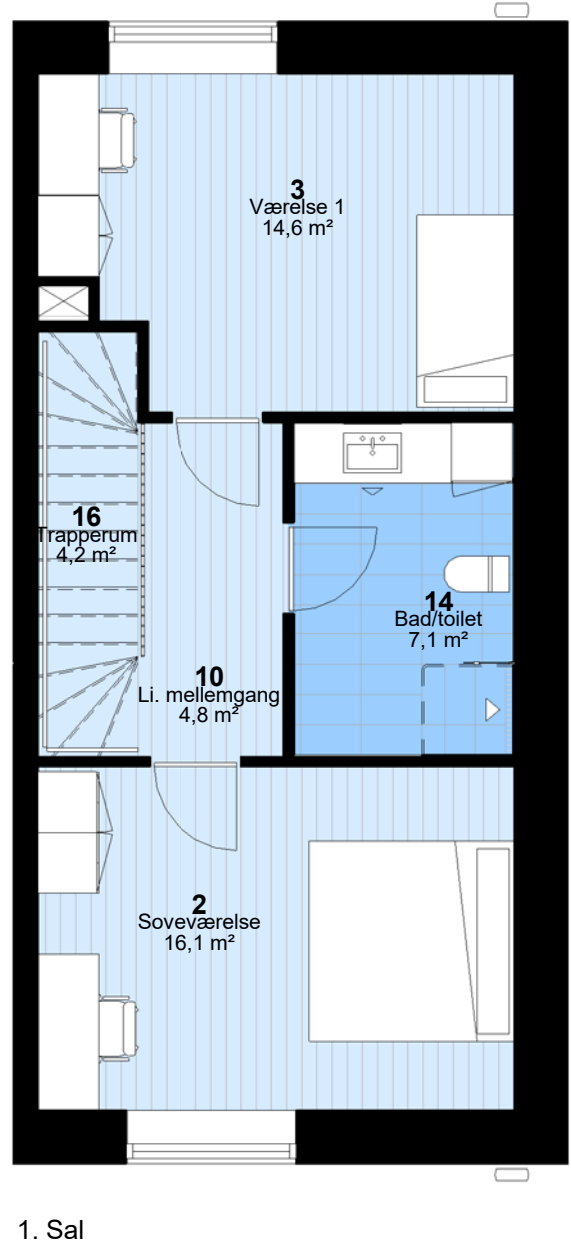 3
Værelse 1
14,6 m²
16
Trapperum
4,2 m²
14
Bad/toilet
7,1 m²
10
Li. mellemgang
4,8 m²
2
Soveværelse
16,1 m²
1. Sal